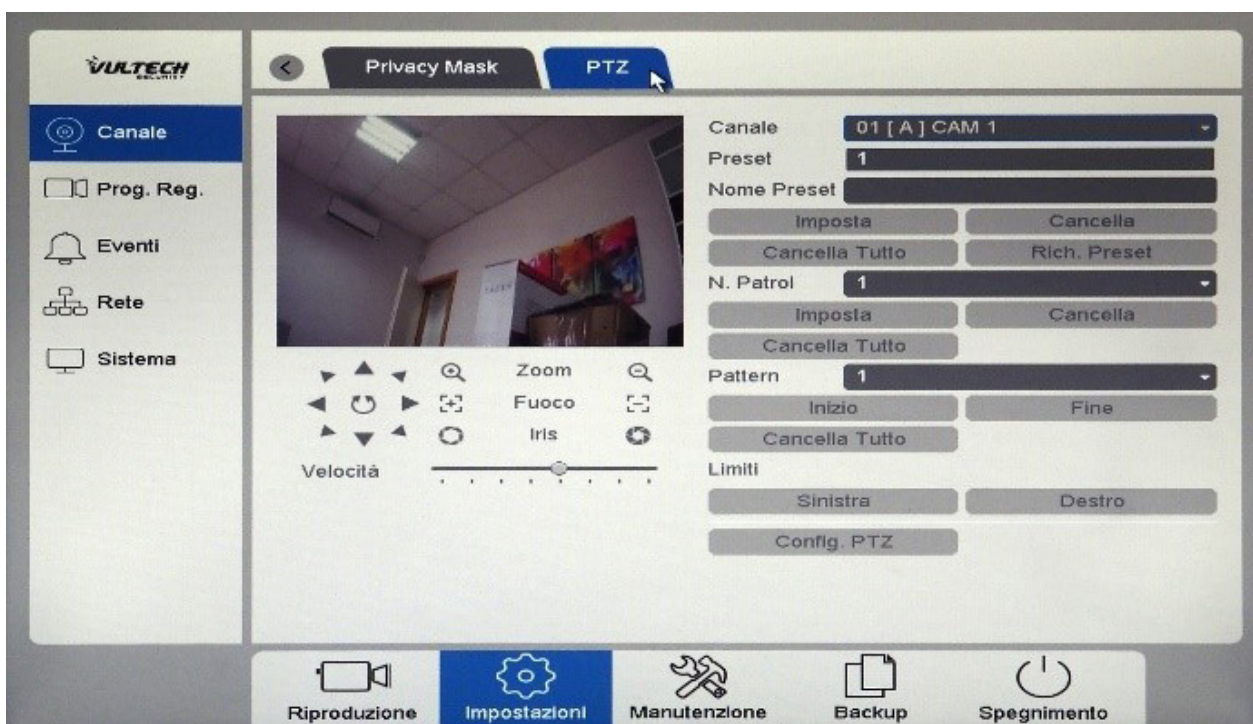 VULTECH
SECURITY
Privacy Mask
PTZ
Canale
Prog. Reg.
Eventi
Rete
Sistema
Zoom
Fuoco
Iris
Velocità
Canale 01 [ A ] CAM 1
Preset 1
Nome Preset
Imposta Cancella
Cancella Tutto Rich. Preset
N. Patrol 1
Imposta Cancella
Cancella Tutto
Pattern 1
Inizio Fine
Cancella Tutto
Limiti
Sinistra Destro
Config. PTZ
Riproduzione Impostazioni Manutenzione Backup Spegnimento